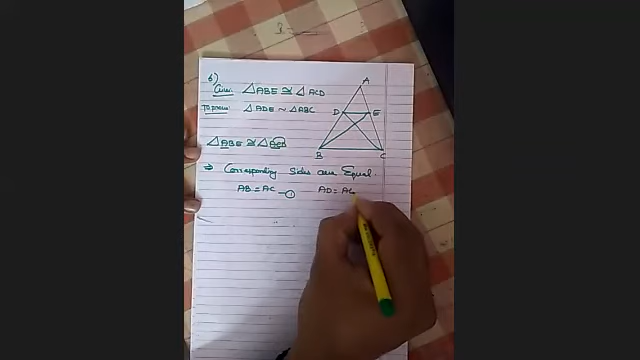 6)
Given: △ABE ≅ △ACD
To prove: △ADE ~ △ABC
A
D E
B C
△ABE ≅ △ACD
⇒ Corresponding sides are Equal.
AB = AC —① AD = AE